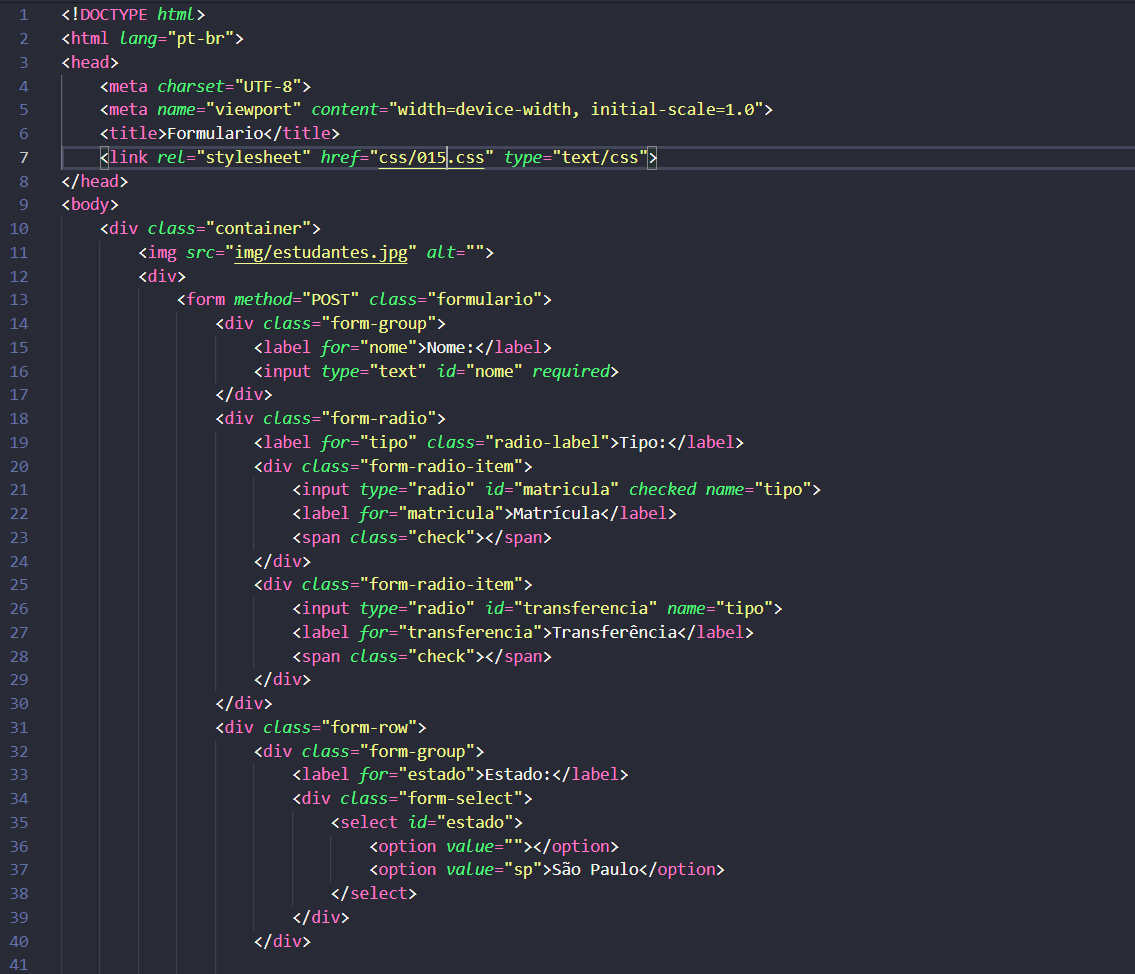 1 <!DOCTYPE html>
2 <html lang="pt-br">
3 <head>
4     <meta charset="UTF-8">
5     <meta name="viewport" content="width=device-width, initial-scale=1.0">
6     <title>Formulario</title>
7     <link rel="stylesheet" href="css/015.css" type="text/css">
8 </head>
9 <body>
10     <div class="container">
11         <img src="img/estudantes.jpg" alt="">
12         <div>
13             <form method="POST" class="formulario">
14                 <div class="form-group">
15                     <label for="nome">Nome:</label>
16                     <input type="text" id="nome" required>
17                 </div>
18                 <div class="form-radio">
19                     <label for="tipo" class="radio-label">Tipo:</label>
20                     <div class="form-radio-item">
21                         <input type="radio" id="matricula" checked name="tipo">
22                         <label for="matricula">Matrícula</label>
23                         <span class="check"></span>
24                     </div>
25                     <div class="form-radio-item">
26                         <input type="radio" id="transferencia" name="tipo">
27                         <label for="transferencia">Transferência</label>
28                         <span class="check"></span>
29                     </div>
30                 </div>
31                 <div class="form-row">
32                     <div class="form-group">
33                         <label for="estado">Estado:</label>
34                         <div class="form-select">
35                             <select id="estado">
36                                 <option value=""></option>
37                                 <option value="sp">São Paulo</option>
38                             </select>
39                         </div>
40                     </div>
41